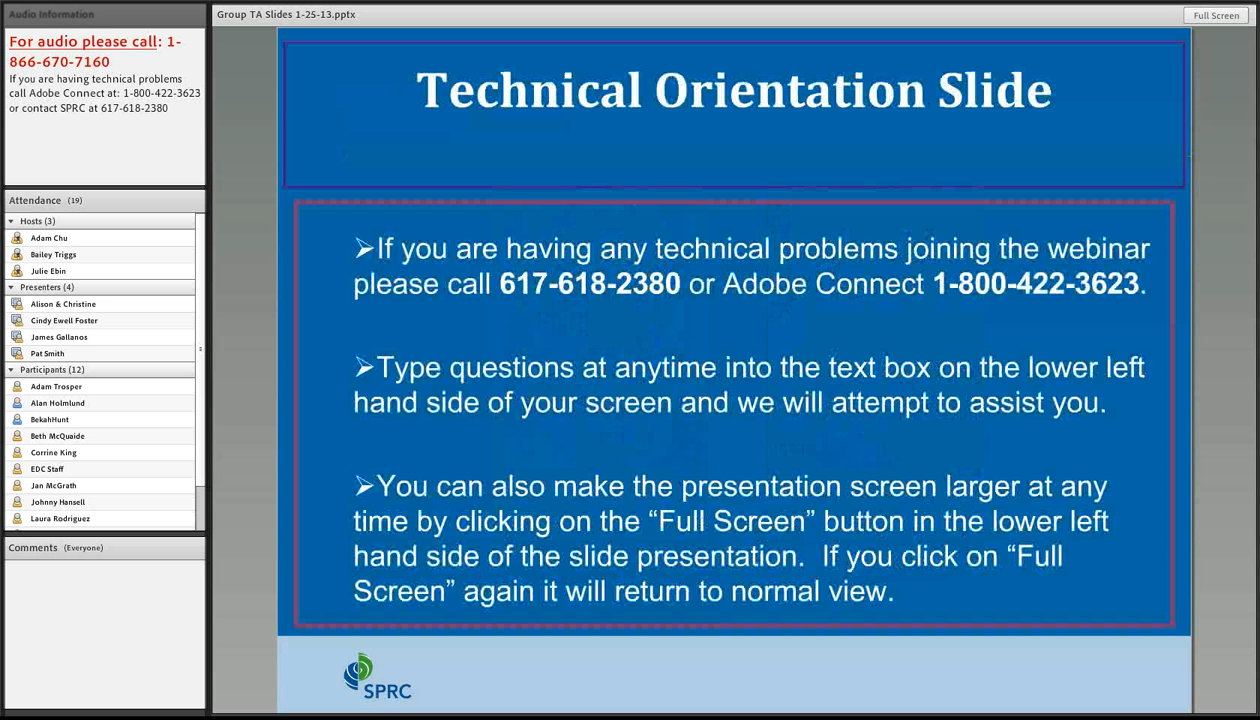 Audio Information
For audio please call: 1-
866-670-7160
If you are having technical problems
call Adobe Connect at: 1-800-422-3623
or contact SPRC at 617-618-2380
Attendance (19)
Hosts (3)
Adam Chu
Bailey Triggs
Julie Ebin
Presenters (4)
Alison & Christine
Cindy Ewell Foster
James Gallanos
Pat Smith
Participants (12)
Adam Trosper
Alan Holmlund
BekahHunt
Beth McQuaide
Corrine King
EDC Staff
Jan McGrath
Johnny Hansell
Laura Rodriguez
Comments (Everyone)
Group TA Slides 1-25-13.pptx
Full Screen
Technical Orientation Slide
➢If you are having any technical problems joining the webinar
please call 617-618-2380 or Adobe Connect 1-800-422-3623.
➢Type questions at anytime into the text box on the lower left
hand side of your screen and we will attempt to assist you.
➢You can also make the presentation screen larger at any
time by clicking on the “Full Screen” button in the lower left
hand side of the slide presentation.  If you click on “Full
Screen” again it will return to normal view.
SPRC